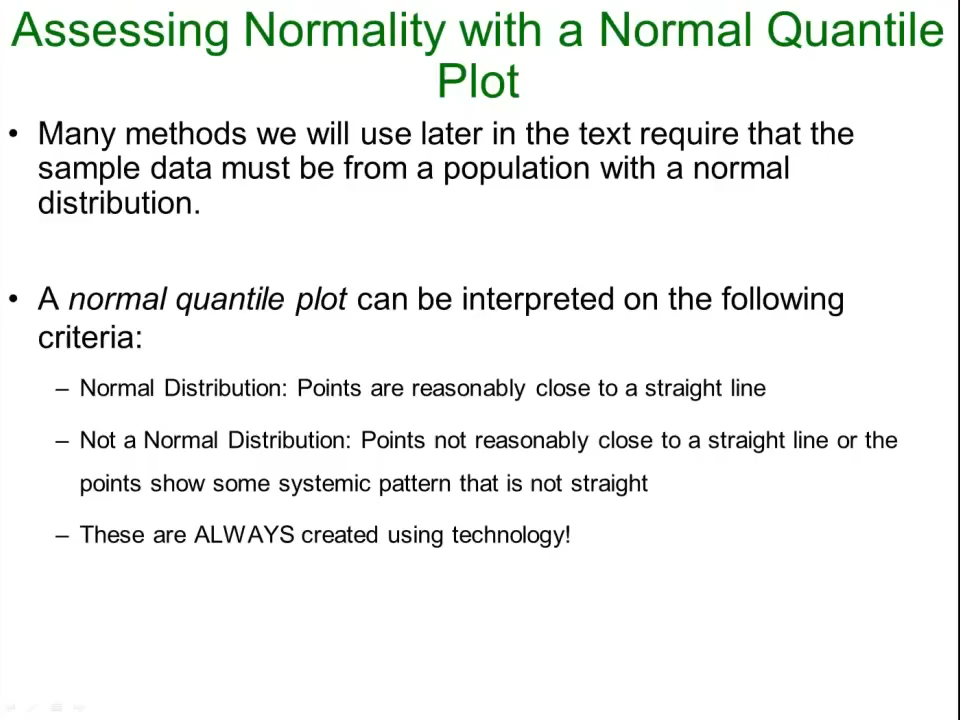 Assessing Normality with a Normal Quantile
Plot
• Many methods we will use later in the text require that the
sample data must be from a population with a normal
distribution.
• A normal quantile plot can be interpreted on the following
criteria:
– Normal Distribution: Points are reasonably close to a straight line
– Not a Normal Distribution: Points not reasonably close to a straight line or the
points show some systemic pattern that is not straight
– These are ALWAYS created using technology!